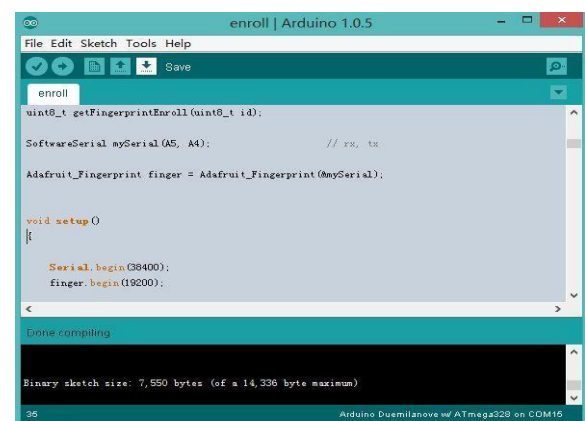 enroll | Arduino 1.0.5
File Edit Sketch Tools Help
Save
enroll
uint8_t getFingerprintEnroll(uint8_t id);
SoftwareSerial mySerial(A5, A4); // rx, tx
Adafruit_Fingerprint finger = Adafruit_Fingerprint(&mySerial);
void setup()
{
Serial.begin(38400);
finger.begin(19200);
Done compiling
Binary sketch size: 7,550 bytes (of a 14,336 byte maximum)
35 Arduino Duemilanove w/ ATmega328 on COM16